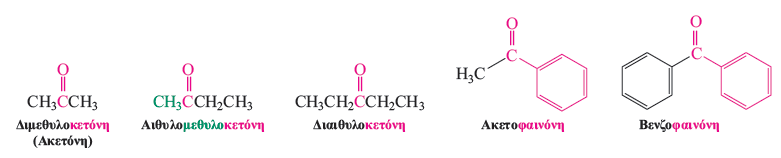 O
O
O
O
O
CH3CCH3
CH3CCH2CH3
CH3CH2CCH2CH3
H3C
C
C
Διμεθυλοκετόνη
(Ακετόνη)
Αιθυλομεθυλοκετόνη
Διαιθυλοκετόνη
Ακετοφαινόνη
Βενζοφαινόνη